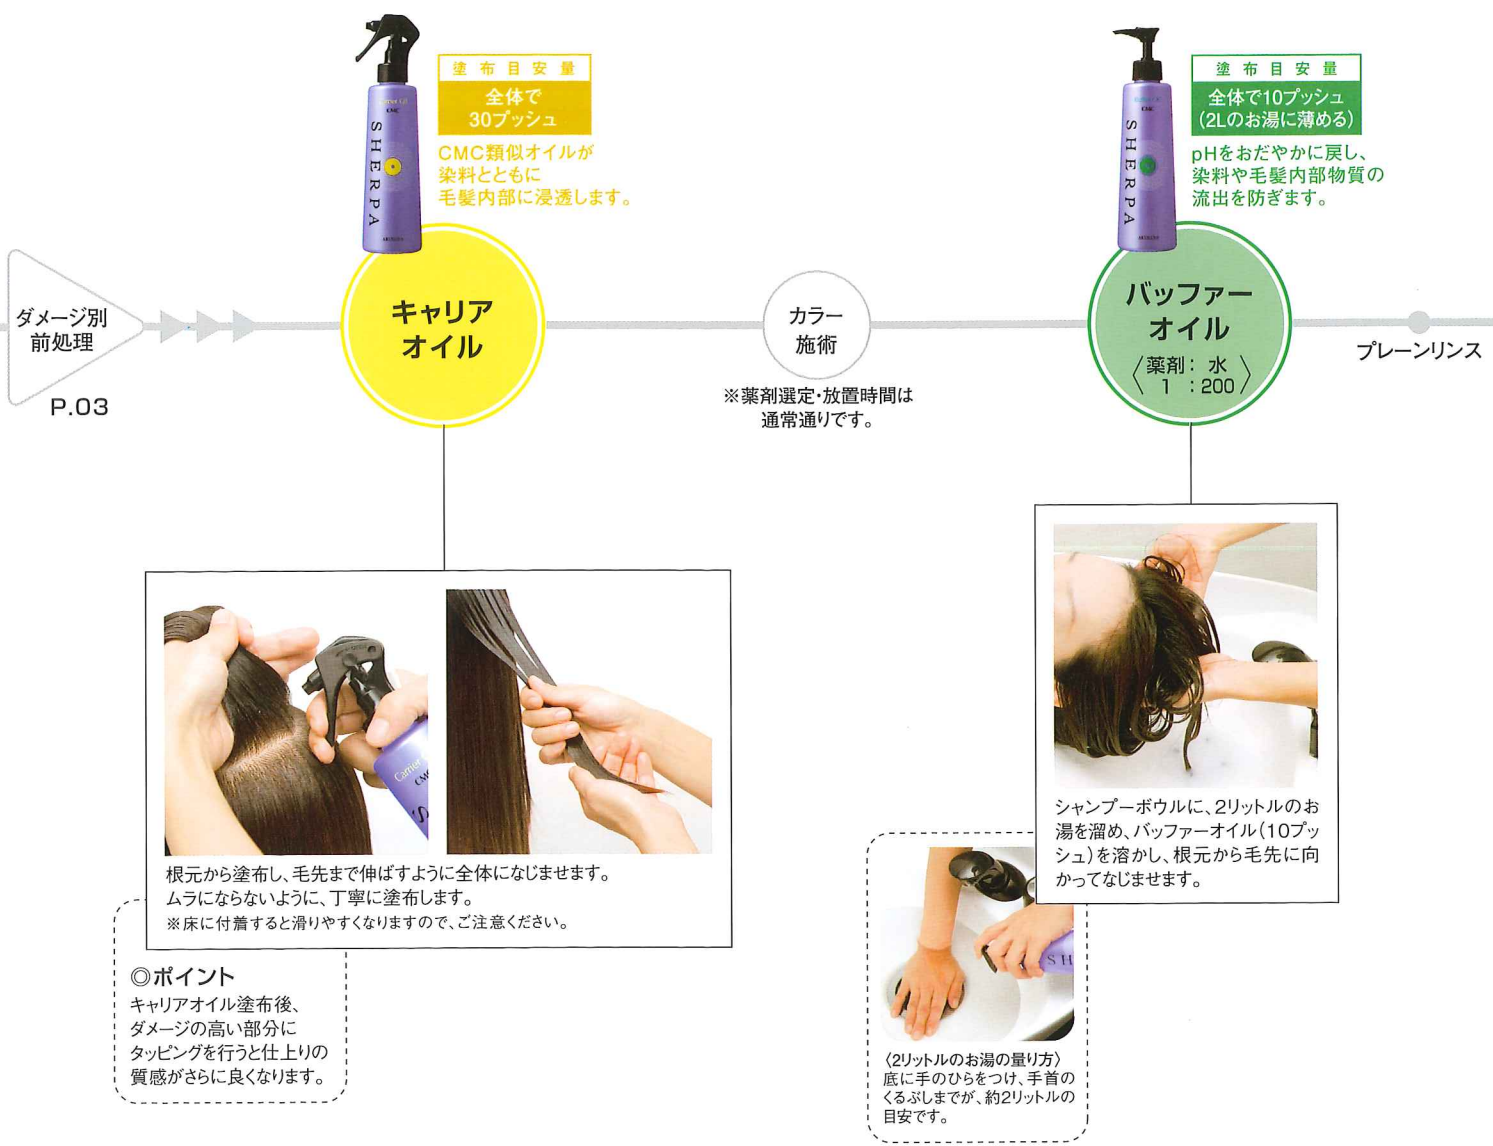 塗布目安量
全体で
30プッシュ
CMC類似オイルが
染料とともに
毛髪内部に浸透します。
CMC
SHERPA
塗布目安量
全体で10プッシュ
(2Lのお湯に薄める)
pHをおだやかに戻し、
染料や毛髪内部物質の
流出を防ぎます。
CMC
SHERPA
ダメージ別
前処理
P.03
キャリア
オイル
カラー
施術
※薬剤選定・放置時間は
通常通りです。
バッファー
オイル
〈薬剤：水
1：200〉
プレーンリンス
Carrier
CMC
S
根元から塗布し、毛先まで伸ばすように全体になじませます。
ムラにならないように、丁寧に塗布します。
※床に付着すると滑りやすくなりますので、ご注意ください。
◎ポイント
キャリアオイル塗布後、
ダメージの高い部分に
タッピングを行うと仕上りの
質感がさらに良くなります。
シャンプーボウルに、2リットルのお
湯を溜め、バッファーオイル(10プッ
シュ)を溶かし、根元から毛先に向
かってなじませます。
SH
〈2リットルのお湯の量り方〉
底に手のひらをつけ、手首の
くるぶしまでが、約2リットルの
目安です。